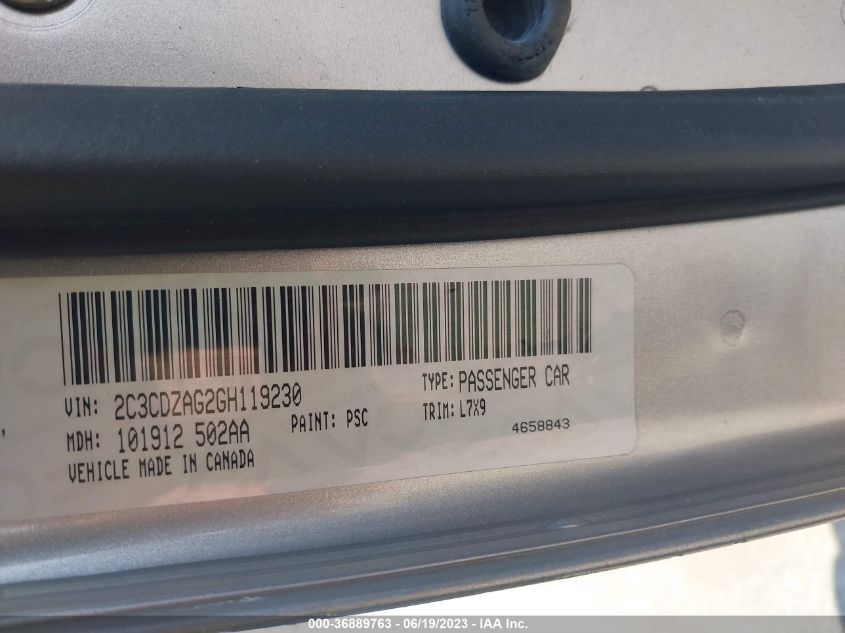 VIN: 2C3CDZAG2GH119230
TYPE: PASSENGER CAR
MDH: 101912 502AA
PAINT: PSC
TRIM: L7X9
VEHICLE MADE IN CANADA
4658843
000-36889763 - 06/19/2023 - IAA Inc.